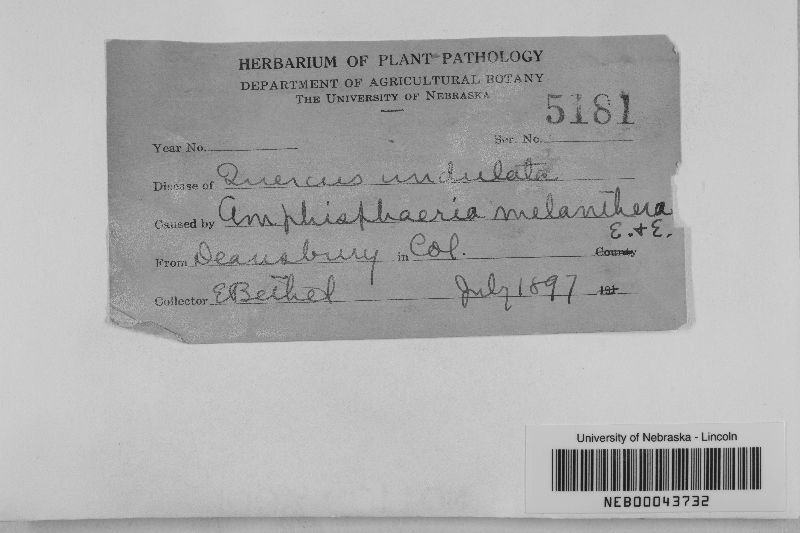 HERBARIUM OF PLANT PATHOLOGY
DEPARTMENT OF AGRICULTURAL BOTANY
THE UNIVERSITY OF NEBRASKA
5181
Year No. Ser. No.
Disease of Quercus undulata
Caused by Amphisphaeria melanthera
E. & E.
From Deansbury in Col. County
Collector E Bethel July 1897 191
University of Nebraska - Lincoln
NEB00043732